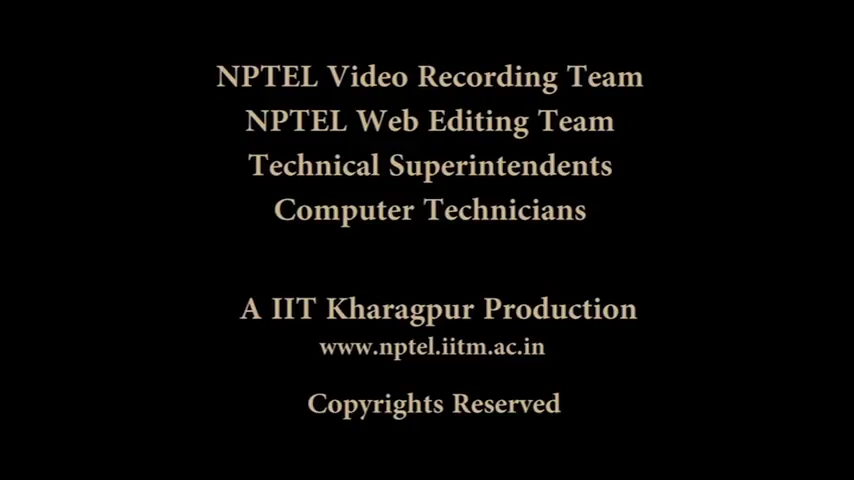 NPTEL Video Recording Team
NPTEL Web Editing Team
Technical Superintendents
Computer Technicians
A IIT Kharagpur Production
www.nptel.iitm.ac.in
Copyrights Reserved